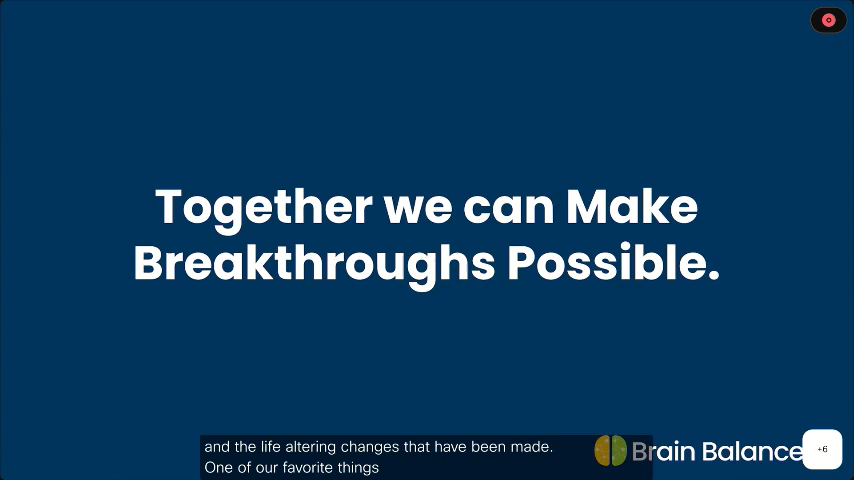 Together we can Make
Breakthroughs Possible.
and the life altering changes that have been made.
One of our favorite things
Brain Balance
+6